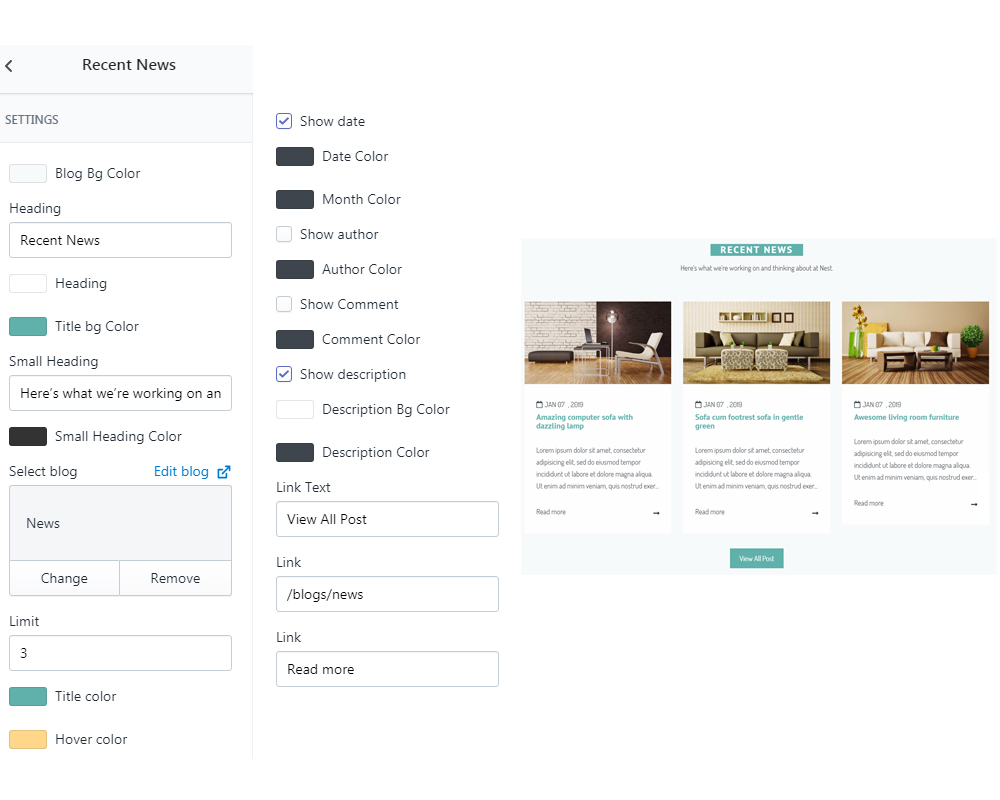 Recent News
SETTINGS
Blog Bg Color
Heading
Recent News
Heading
Title bg Color
Small Heading
Here's what we're working on an
Small Heading Color
Select blog Edit blog
News
Change Remove
Limit
3
Title color
Hover color
Show date
Date Color
Month Color
Show author
Author Color
Show Comment
Comment Color
Show description
Description Bg Color
Description Color
Link Text
View All Post
Link
/blogs/news
Link
Read more
RECENT NEWS
Here's what we're working on and thinking about at Nest.
JAN 07 , 2019
Amazing computer sofa with
dazzling lamp
Lorem ipsum dolor sit amet, consectetur
adipisicing elit, sed do eiusmod tempor
incididunt ut labore et dolore magna aliqua.
Ut enim ad minim veniam, quis nostrud exer...
Read more
JAN 07 , 2019
Sofa cum footrest sofa in gentle
green
Lorem ipsum dolor sit amet, consectetur
adipisicing elit, sed do eiusmod tempor
incididunt ut labore et dolore magna aliqua.
Ut enim ad minim veniam, quis nostrud exer...
Read more
JAN 07 , 2019
Awesome living room furniture
Lorem ipsum dolor sit amet, consectetur
adipisicing elit, sed do eiusmod tempor
incididunt ut labore et dolore magna aliqua.
Ut enim ad minim veniam, quis nostrud exer...
Read more
View All Post